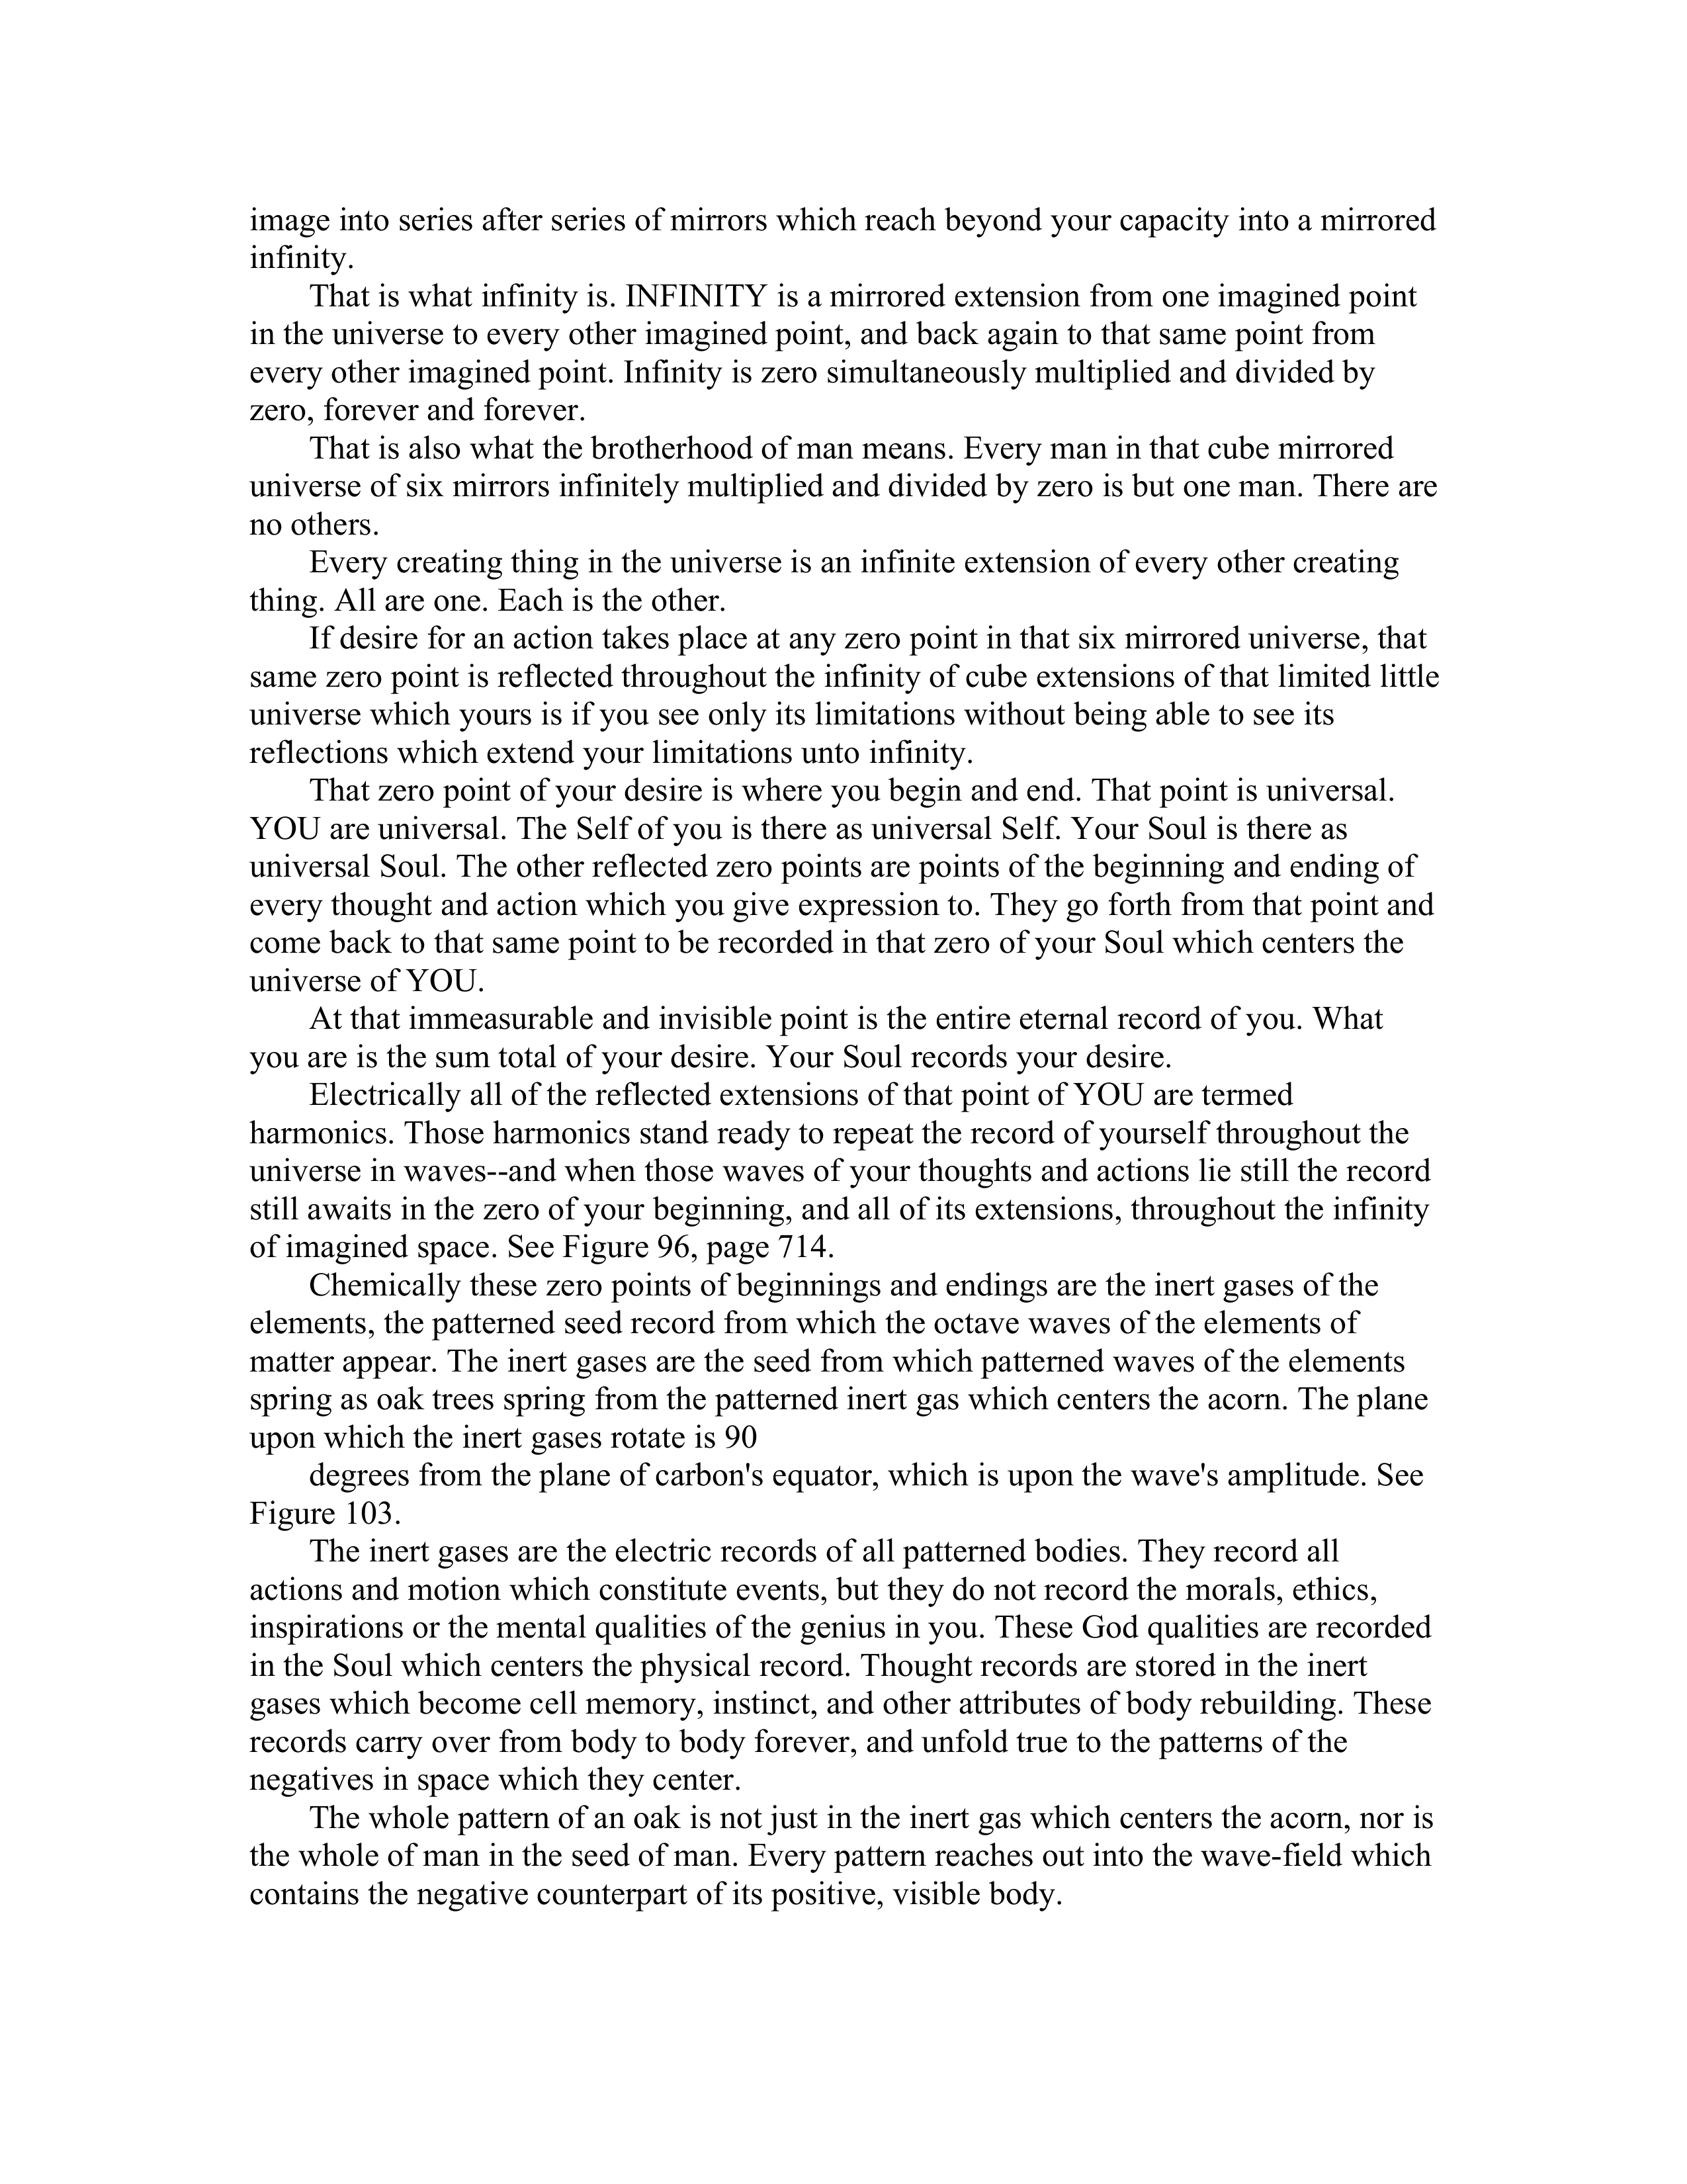 image into series after series of mirrors which reach beyond your capacity into a mirrored
infinity.
That is what infinity is. INFINITY is a mirrored extension from one imagined point
in the universe to every other imagined point, and back again to that same point from
every other imagined point. Infinity is zero simultaneously multiplied and divided by
zero, forever and forever.
That is also what the brotherhood of man means. Every man in that cube mirrored
universe of six mirrors infinitely multiplied and divided by zero is but one man. There are
no others.
Every creating thing in the universe is an infinite extension of every other creating
thing. All are one. Each is the other.
If desire for an action takes place at any zero point in that six mirrored universe, that
same zero point is reflected throughout the infinity of cube extensions of that limited little
universe which yours is if you see only its limitations without being able to see its
reflections which extend your limitations unto infinity.
That zero point of your desire is where you begin and end. That point is universal.
YOU are universal. The Self of you is there as universal Self. Your Soul is there as
universal Soul. The other reflected zero points are points of the beginning and ending of
every thought and action which you give expression to. They go forth from that point and
come back to that same point to be recorded in that zero of your Soul which centers the
universe of YOU.
At that immeasurable and invisible point is the entire eternal record of you. What
you are is the sum total of your desire. Your Soul records your desire.
Electrically all of the reflected extensions of that point of YOU are termed
harmonics. Those harmonics stand ready to repeat the record of yourself throughout the
universe in waves--and when those waves of your thoughts and actions lie still the record
still awaits in the zero of your beginning, and all of its extensions, throughout the infinity
of imagined space. See Figure 96, page 714.
Chemically these zero points of beginnings and endings are the inert gases of the
elements, the patterned seed record from which the octave waves of the elements of
matter appear. The inert gases are the seed from which patterned waves of the elements
spring as oak trees spring from the patterned inert gas which centers the acorn. The plane
upon which the inert gases rotate is 90
degrees from the plane of carbon's equator, which is upon the wave's amplitude. See
Figure 103.
The inert gases are the electric records of all patterned bodies. They record all
actions and motion which constitute events, but they do not record the morals, ethics,
inspirations or the mental qualities of the genius in you. These God qualities are recorded
in the Soul which centers the physical record. Thought records are stored in the inert
gases which become cell memory, instinct, and other attributes of body rebuilding. These
records carry over from body to body forever, and unfold true to the patterns of the
negatives in space which they center.
The whole pattern of an oak is not just in the inert gas which centers the acorn, nor is
the whole of man in the seed of man. Every pattern reaches out into the wave-field which
contains the negative counterpart of its positive, visible body.